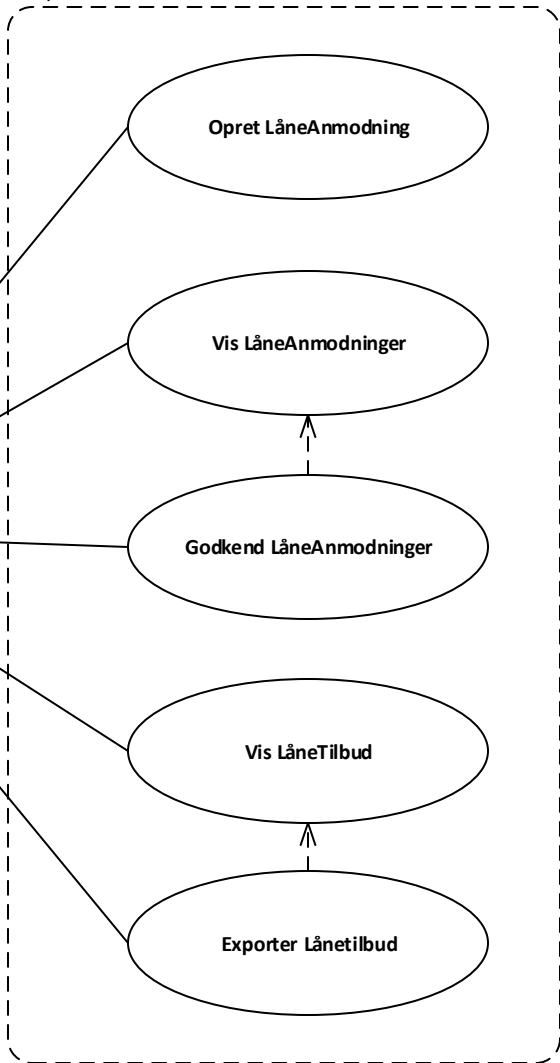 Opret LåneAnmodning
Vis LåneAnmodninger
Godkend LåneAnmodninger
Vis LåneTilbud
Exporter Lånetilbud